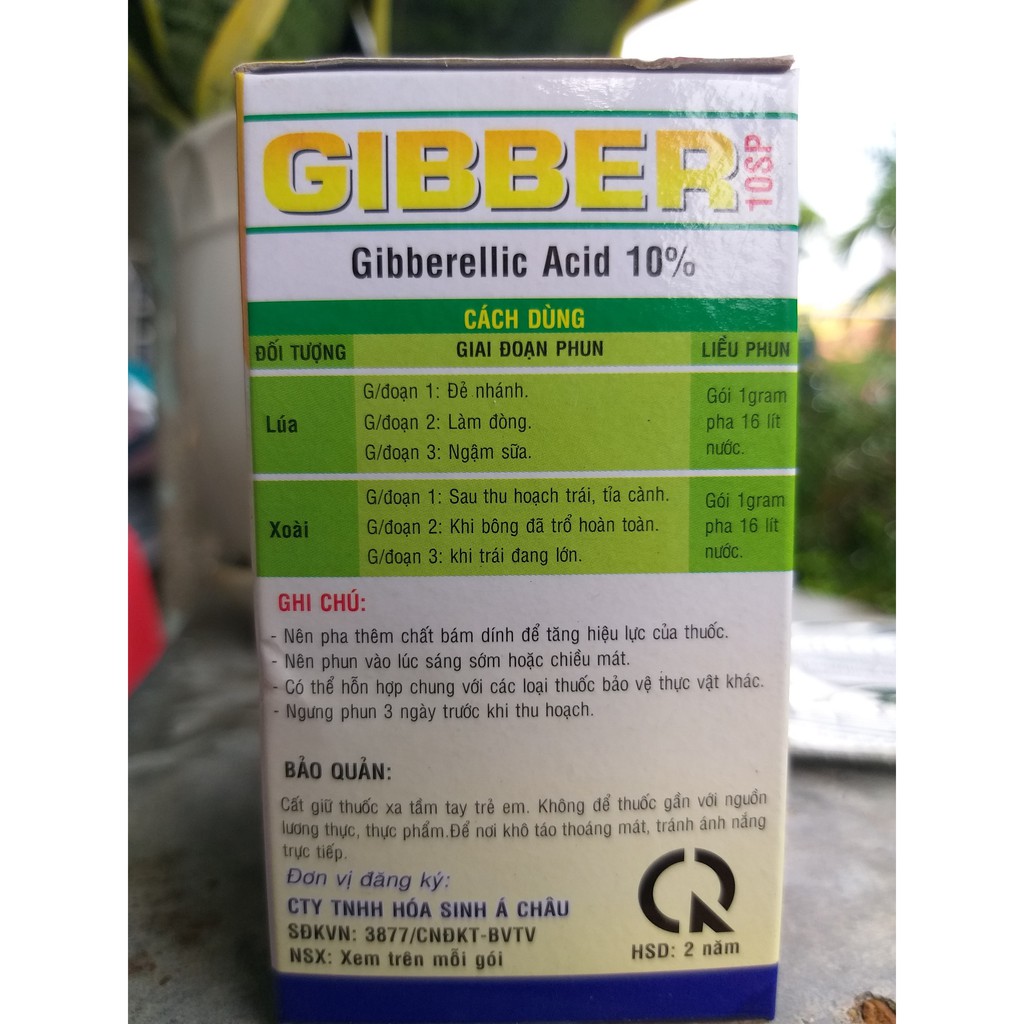 GIBBER 10SP
Gibberellic Acid 10%
CÁCH DÙNG
ĐỐI TƯỢNG GIAI ĐOẠN PHUN LIỀU PHUN
Lúa
G/đoạn 1: Đẻ nhánh.
G/đoạn 2: Làm đòng.
G/đoạn 3: Ngậm sữa.
Gói 1gram
pha 16 lít
nước.
Xoài
G/đoạn 1: Sau thu hoạch trái, tỉa cành.
G/đoạn 2: Khi bông đã trổ hoàn toàn.
G/đoạn 3: khi trái đang lớn.
Gói 1gram
pha 16 lít
nước.
GHI CHÚ:
- Nên pha thêm chất bám dính để tăng hiệu lực của thuốc.
- Nên phun vào lúc sáng sớm hoặc chiều mát.
- Có thể hỗn hợp chung với các loại thuốc bảo vệ thực vật khác.
- Ngưng phun 3 ngày trước khi thu hoạch.
BẢO QUẢN:
Cất giữ thuốc xa tầm tay trẻ em. Không để thuốc gần với nguồn
lương thực, thực phẩm.Để nơi khô táo thoáng mát, tránh ánh nắng
trực tiếp.
Đơn vị đăng ký:
CTY TNHH HÓA SINH Á CHÂU
SĐKVN: 3877/CNĐKT-BVTV
NSX: Xem trên mỗi gói
HSD: 2 năm